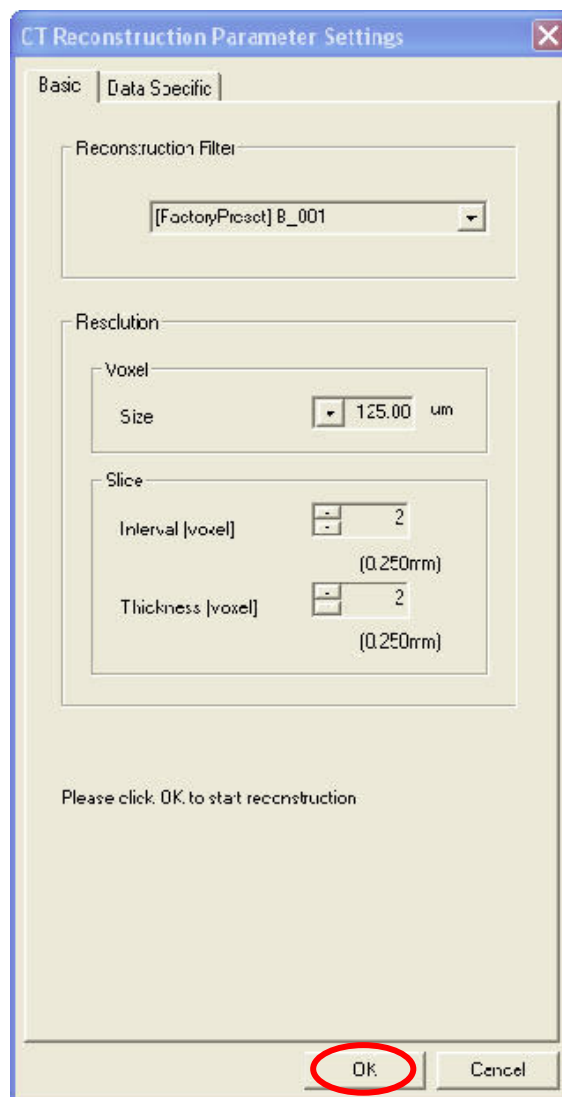 CT Reconstruction Parameter Settings
Basic
Data Specific
Reconstruction Filter
[FactoryPreset] B_001
Resolution
Voxel
Size 125.00 um
Slice
Interval [voxel] 2
(0.250mm)
Thickness [voxel] 2
(0.250mm)
Please click OK to start reconstruction
OK Cancel